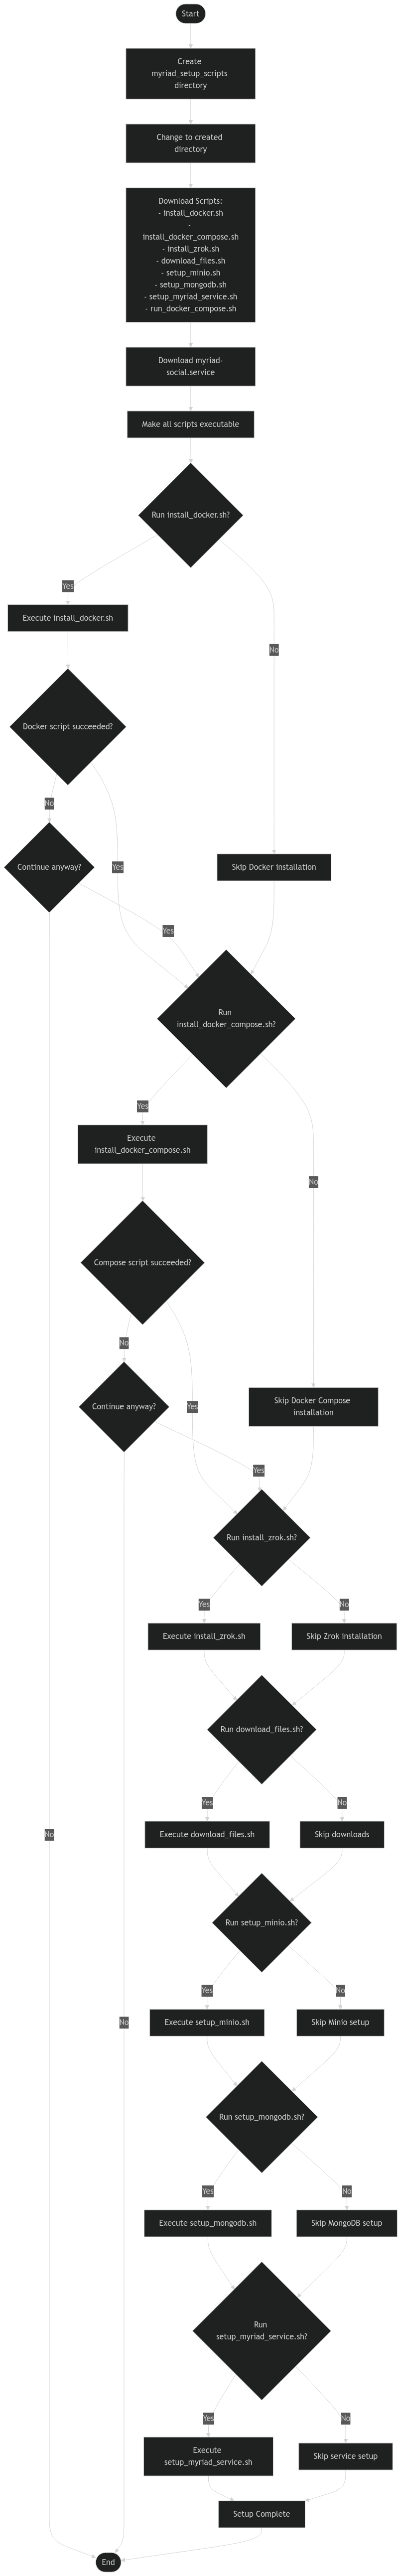 Start
Create
myriad_setup_scripts
directory
Change to created
directory
Download Scripts:
- install_docker.sh
-
install_docker_compose.sh
- install_zrok.sh
- download_files.sh
- setup_minio.sh
- setup_mongodb.sh
- setup_myriad_service.sh
- run_docker_compose.sh
Download myriad-
social.service
Make all scripts executable
Run install_docker.sh?
Yes
Execute install_docker.sh
No
Docker script succeeded?
No
Continue anyway?
Yes
Skip Docker installation
Yes
Run
install_docker_compose.sh?
Yes
Execute
install_docker_compose.sh
No
Compose script succeeded?
No
Continue anyway?
Yes
Skip Docker Compose
installation
Yes
Run install_zrok.sh?
Yes
No
Execute install_zrok.sh
Skip Zrok installation
Run download_files.sh?
Yes
No
No
Execute download_files.sh
Skip downloads
Run setup_minio.sh?
Yes
No
No
Execute setup_minio.sh
Skip Minio setup
Run setup_mongodb.sh?
Yes
No
Execute setup_mongodb.sh
Skip MongoDB setup
Run
setup_myriad_service.sh?
Yes
No
Execute
setup_myriad_service.sh
Skip service setup
Setup Complete
End